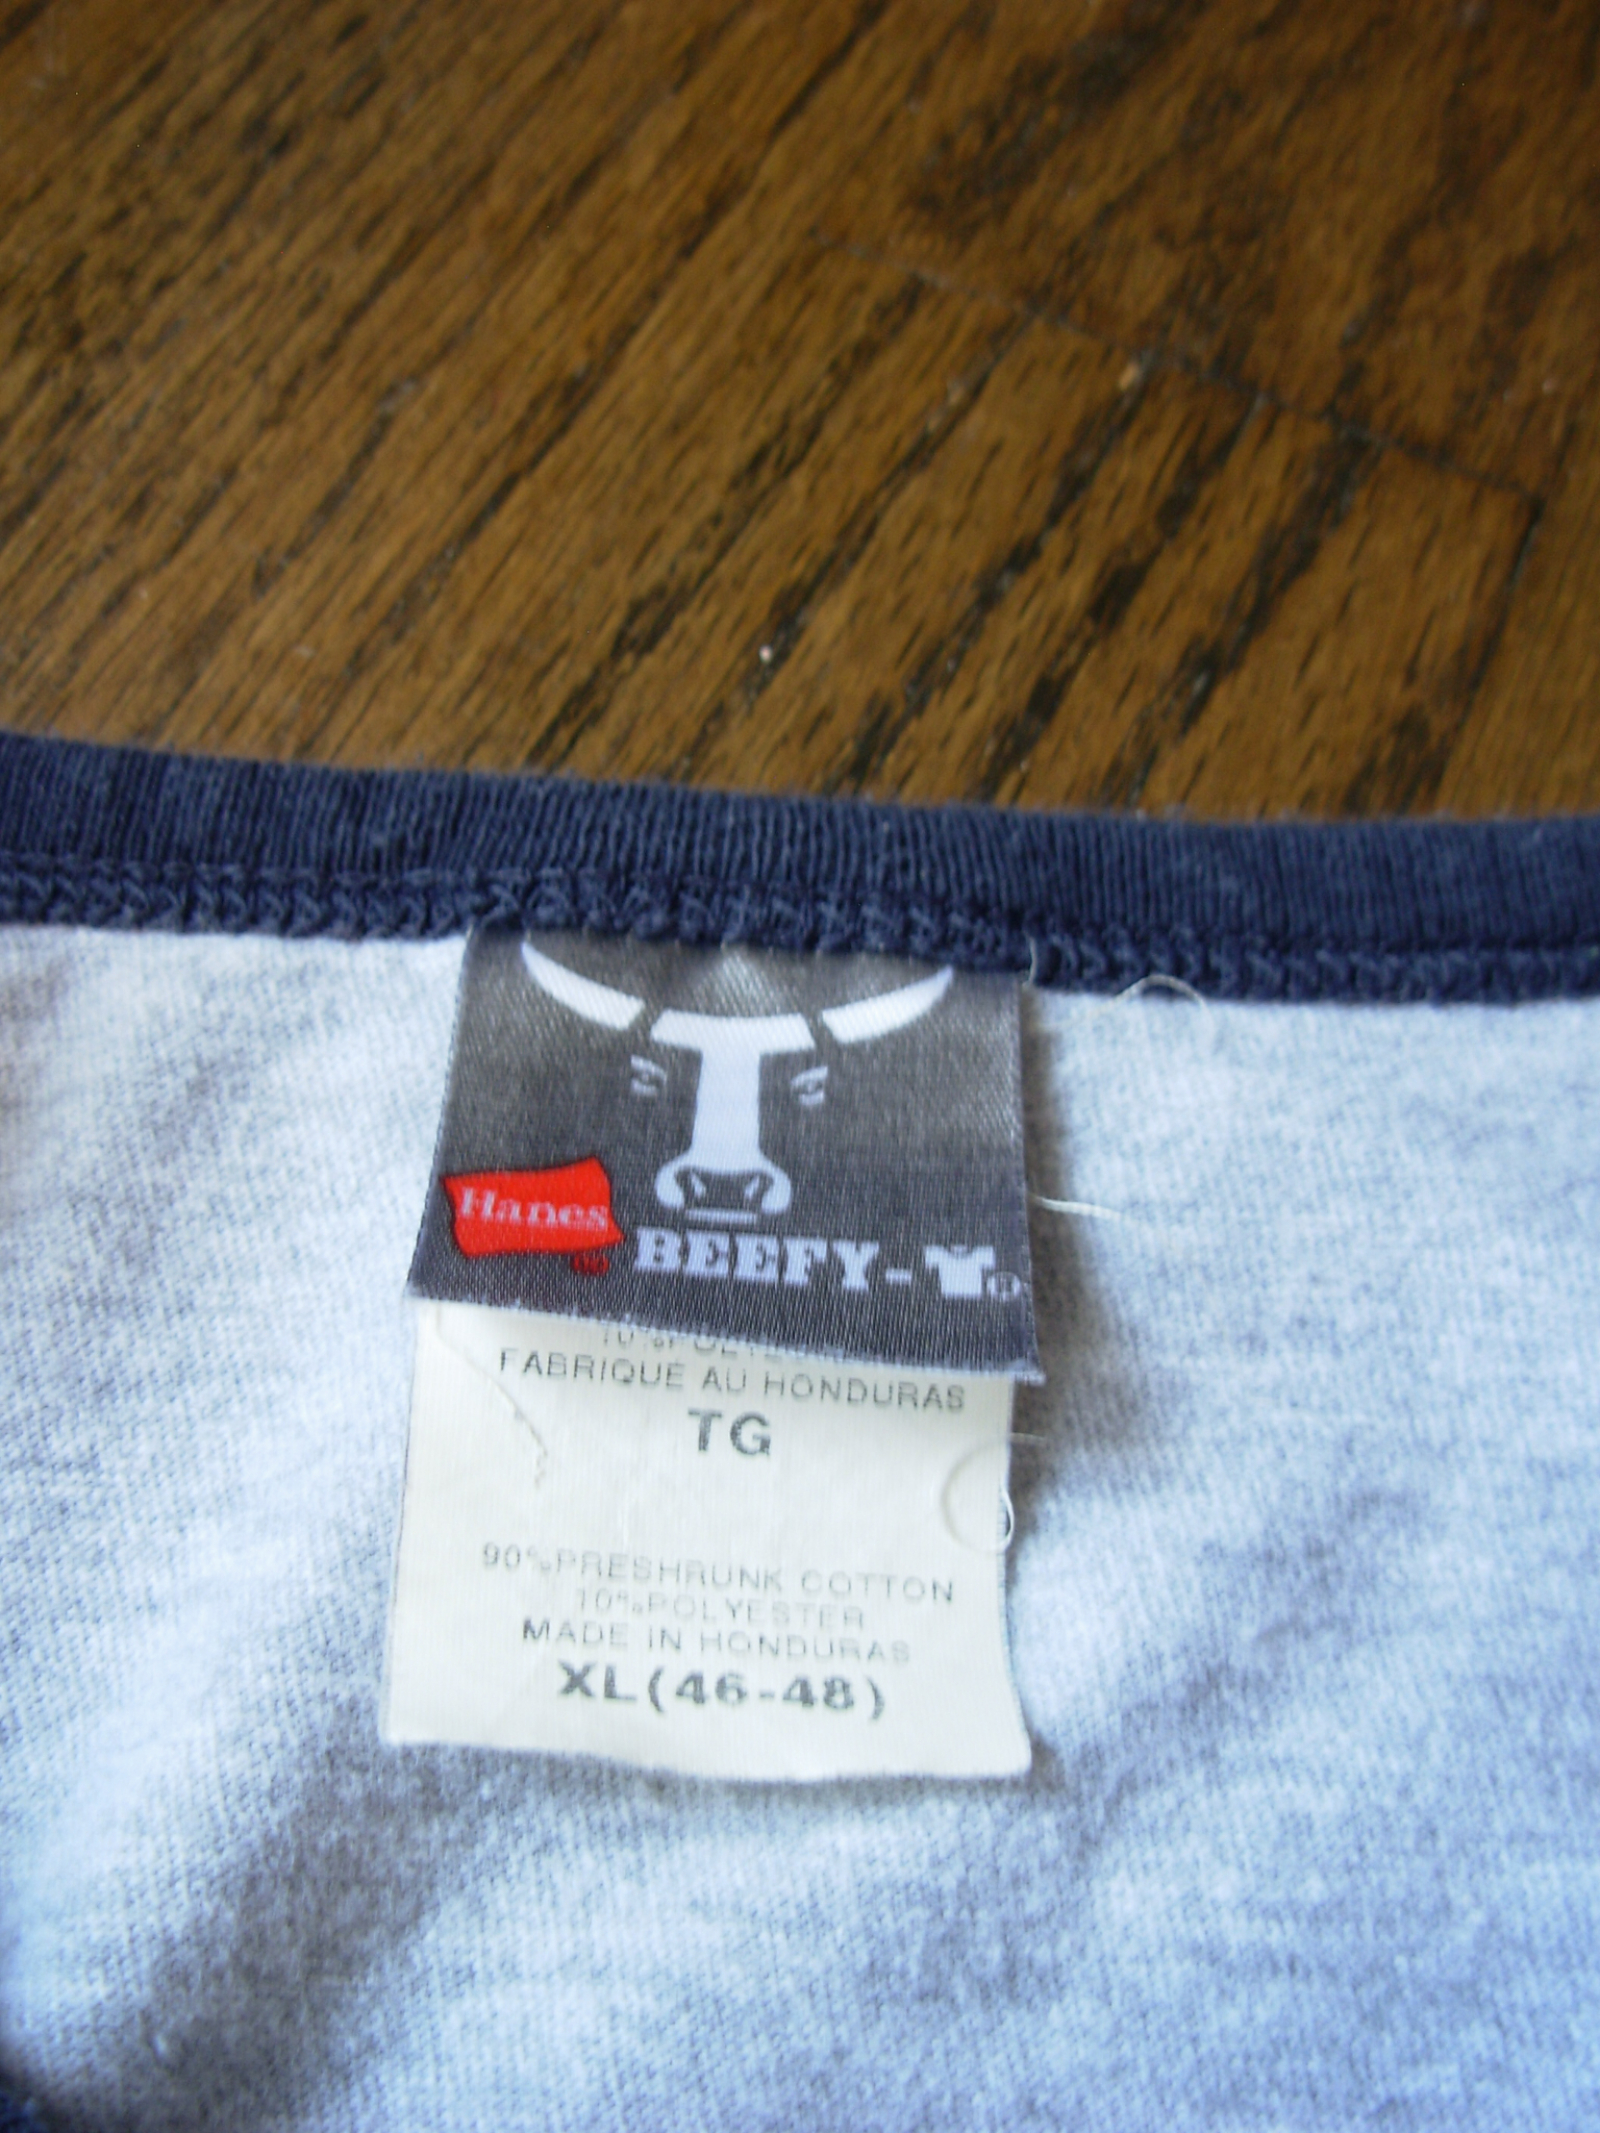 Hanes
®
BEEFY-T®
FABRIQUE AU HONDURAS
TG
90%PRESHRUNK COTTON
10%POLYESTER
MADE IN HONDURAS
XL(46-48)